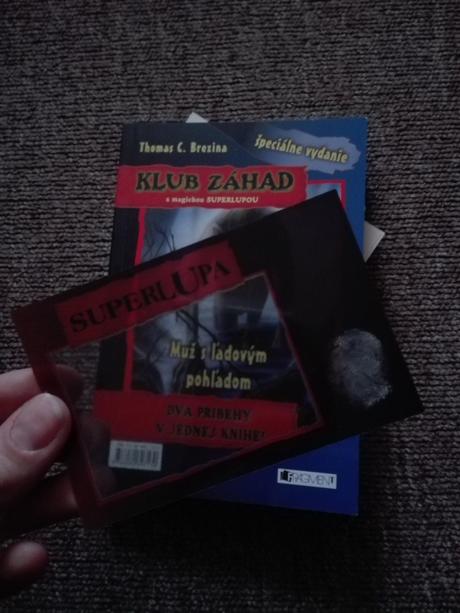 Thomas C. Brezina
špeciálne vydanie
KLUB ZÁHAD
s magickou SUPERLUPOU
SUPERLUPA
Muž s ľadovým
pohľadom
DVA PRÍBEHY
V JEDNEJ KNIHE!
FRAGMENT